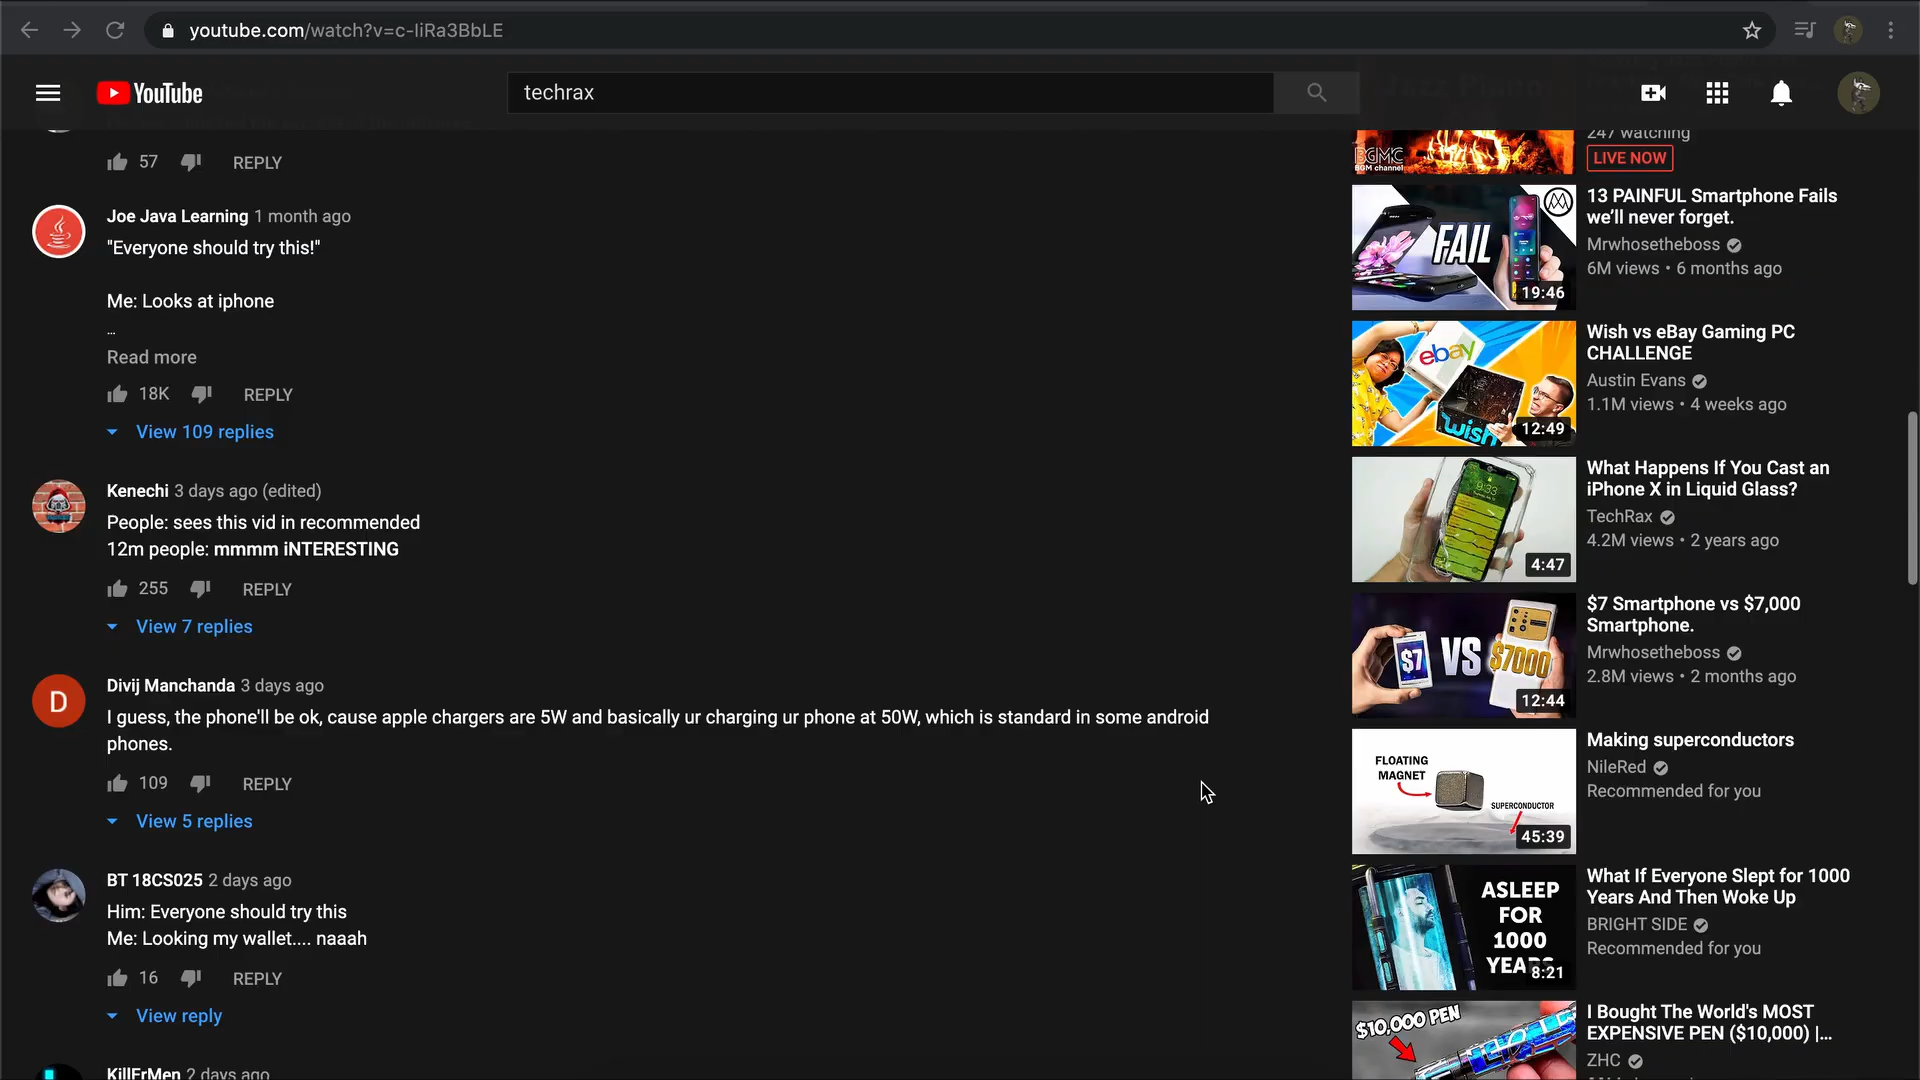 youtube.com/watch?v=c-liRa3BbLE
YouTube
techrax
57
REPLY
Joe Java Learning 1 month ago
"Everyone should try this!"
Me: Looks at iphone
...
Read more
18K
REPLY
View 109 replies
Kenechi 3 days ago (edited)
People: sees this vid in recommended
12m people: mmmm iNTERESTING
255
REPLY
View 7 replies
Divij Manchanda 3 days ago
I guess, the phone'll be ok, cause apple chargers are 5W and basically ur charging ur phone at 50W, which is standard in some android
phones.
109
REPLY
View 5 replies
BT 18CS025 2 days ago
Him: Everyone should try this
Me: Looking my wallet.... naaah
16
REPLY
View reply
KillErMen 2 days ago
BGMC
BGM channel
247 watching
LIVE NOW
FAIL
19:46
13 PAINFUL Smartphone Fails
we'll never forget.
Mrwhosetheboss
6M views • 6 months ago
ebay
wish
12:49
Wish vs eBay Gaming PC
CHALLENGE
Austin Evans
1.1M views • 4 weeks ago
9:33
4:47
What Happens If You Cast an
iPhone X in Liquid Glass?
TechRax
4.2M views • 2 years ago
$7 VS $7000
12:44
$7 Smartphone vs $7,000
Smartphone.
Mrwhosetheboss
2.8M views • 2 months ago
FLOATING
MAGNET
SUPERCONDUCTOR
45:39
Making superconductors
NileRed
Recommended for you
ASLEEP
FOR
1000
YEARS
8:21
What If Everyone Slept for 1000
Years And Then Woke Up
BRIGHT SIDE
Recommended for you
$10,000 PEN
I Bought The World's MOST
EXPENSIVE PEN ($10,000) |...
ZHC